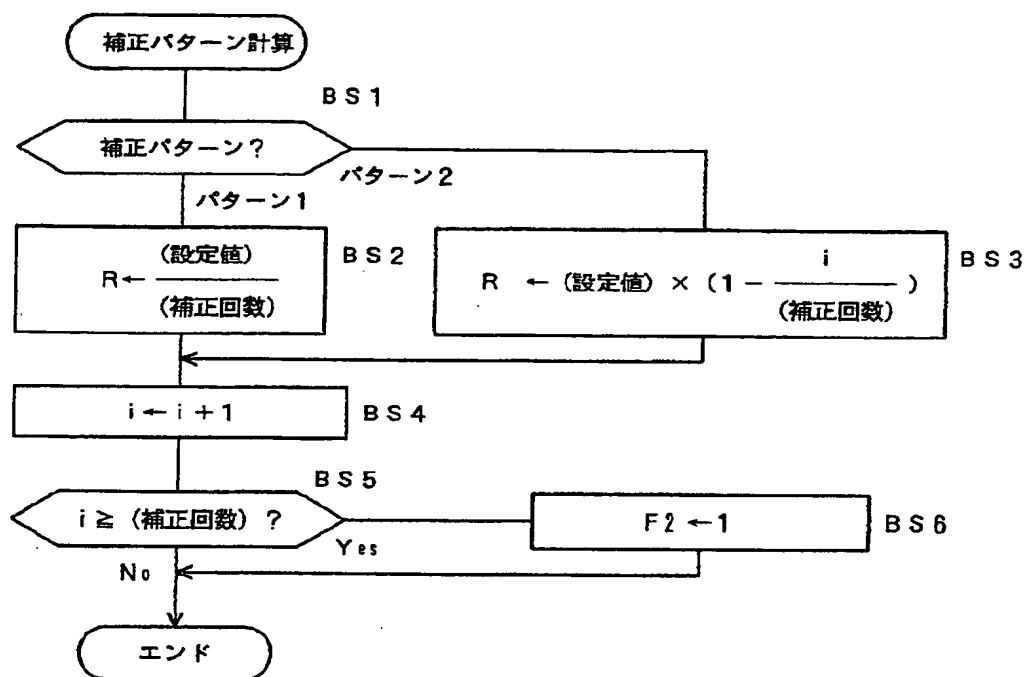 補正パターン計算
BS1
補正パターン?
パターン2
パターン1
(設定値)
R← 
(補正回数)
BS2
i
R ← (設定値) × (1 - )
(補正回数)
BS3
i ← i + 1
BS4
BS5
i ≧ (補正回数) ?
Yes
No
F2 ← 1
BS6
エンド